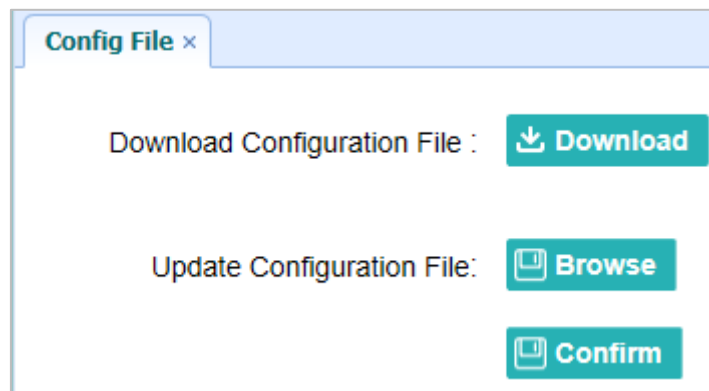 Config File ×
Download Configuration File : Download
Update Configuration File: Browse
Confirm